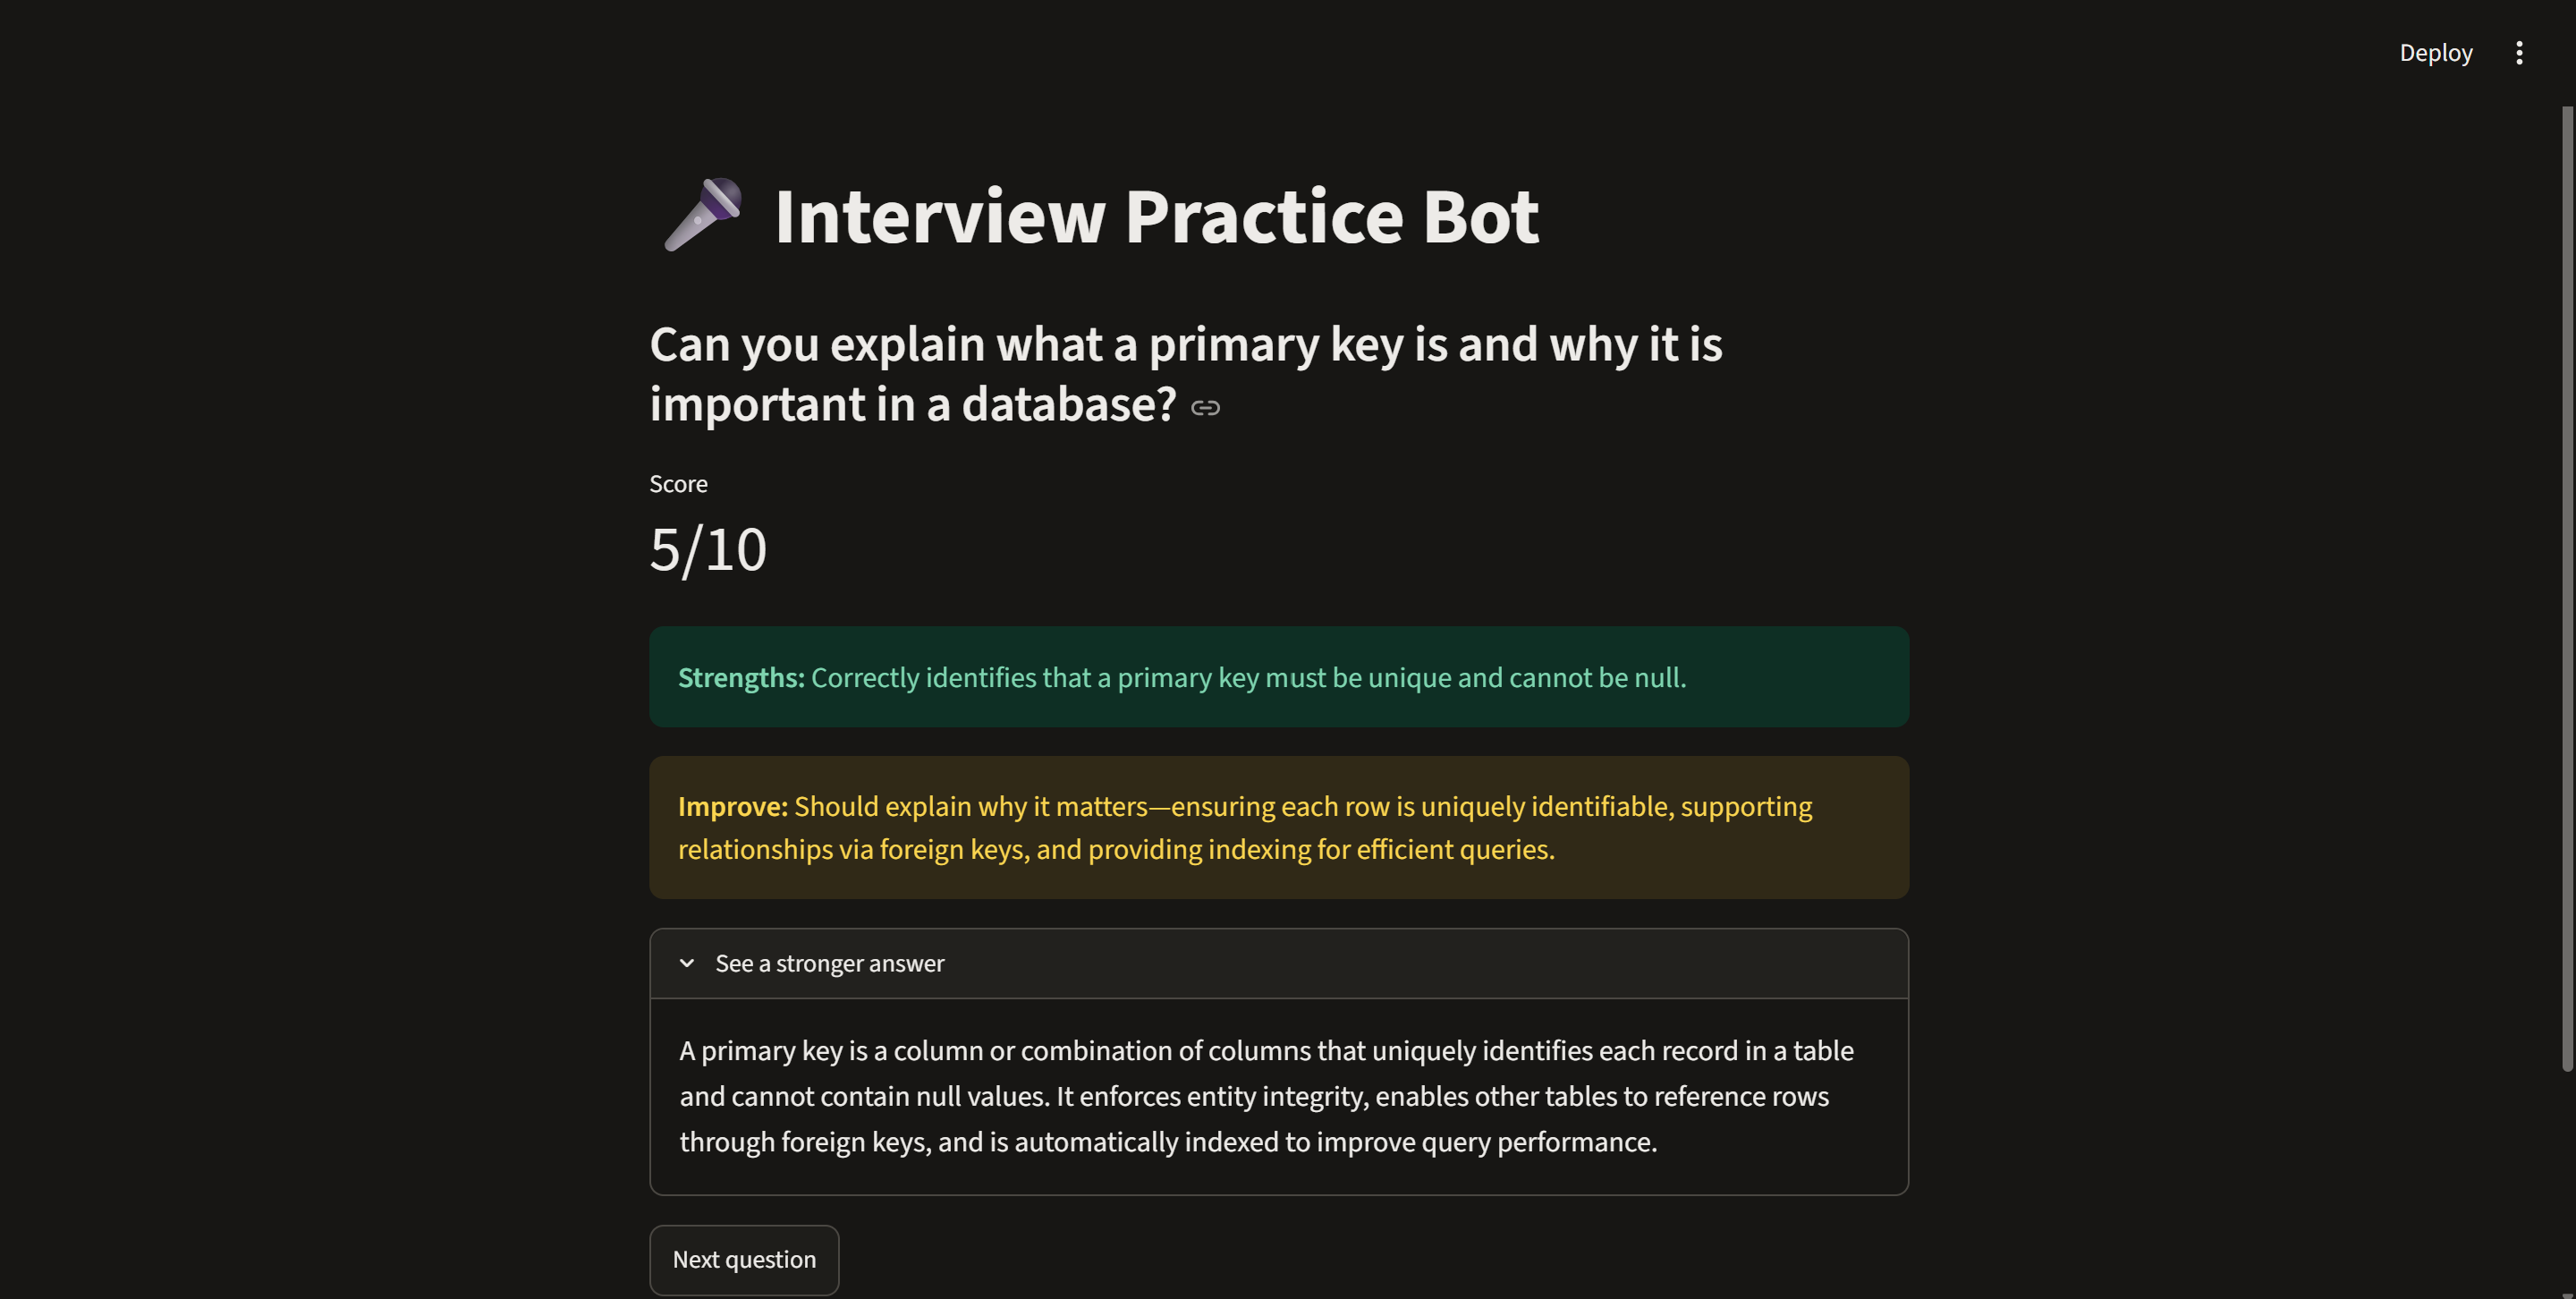 Deploy
Interview Practice Bot
Can you explain what a primary key is and why it is
important in a database?
Score
5/10
Strengths: Correctly identifies that a primary key must be unique and cannot be null.
Improve: Should explain why it matters—ensuring each row is uniquely identifiable, supporting
relationships via foreign keys, and providing indexing for efficient queries.
See a stronger answer
A primary key is a column or combination of columns that uniquely identifies each record in a table
and cannot contain null values. It enforces entity integrity, enables other tables to reference rows
through foreign keys, and is automatically indexed to improve query performance.
Next question